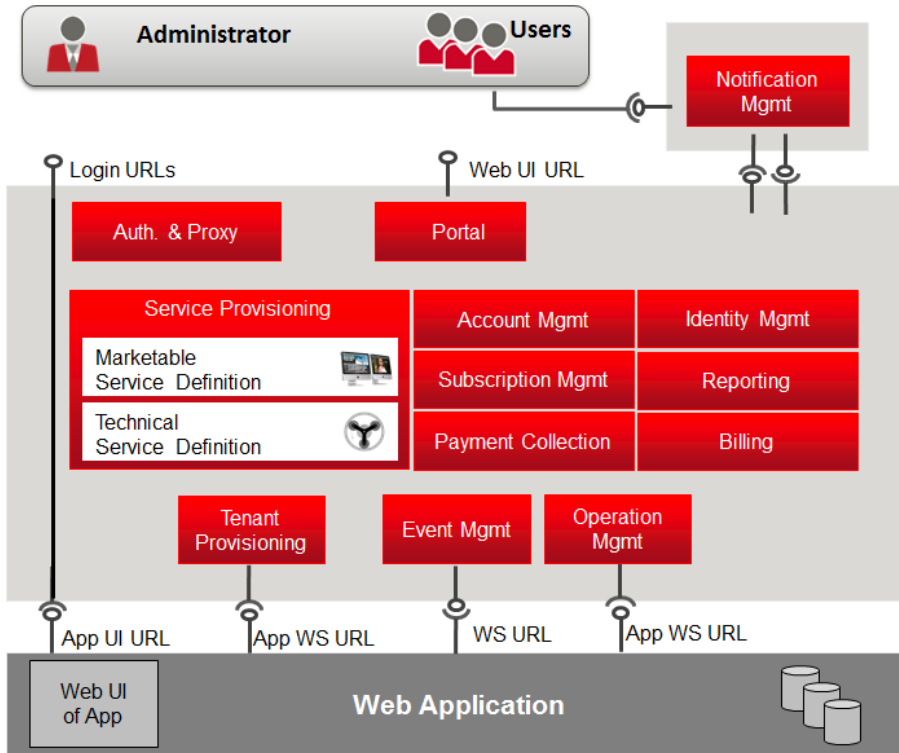 Administrator
Users
Notification
Mgmt
Login URLs
Web UI URL
Auth. & Proxy
Portal
Service Provisioning
Marketable
Service Definition
Technical
Service Definition
Account Mgmt
Identity Mgmt
Subscription Mgmt
Reporting
Payment Collection
Billing
Tenant
Provisioning
Event Mgmt
Operation
Mgmt
App UI URL
App WS URL
WS URL
App WS URL
Web UI
of App
Web Application